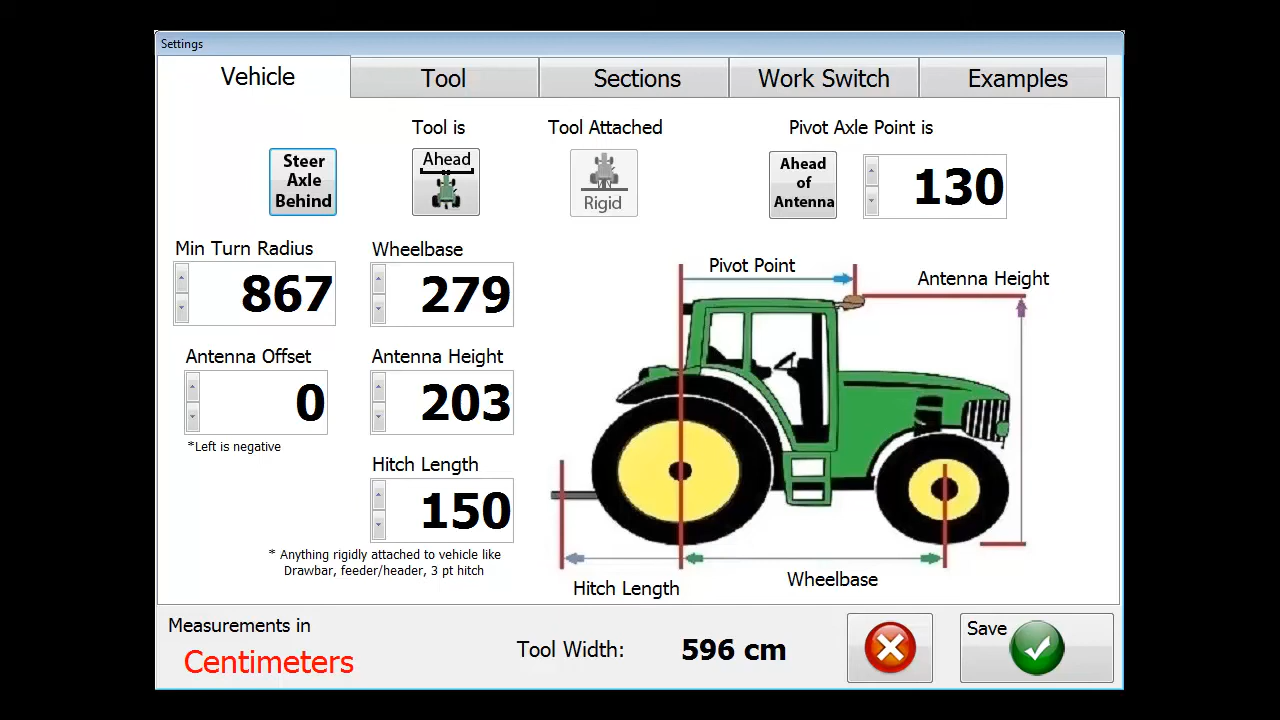 Settings
Vehicle
Tool
Sections
Work Switch
Examples
Tool is
Tool Attached
Pivot Axle Point is
Steer
Axle
Behind
Ahead
Rigid
Ahead
of
Antenna
130
Min Turn Radius
867
Wheelbase
279
Antenna Offset
0
*Left is negative
Antenna Height
203
Hitch Length
150
* Anything rigidly attached to vehicle like
Drawbar, feeder/header, 3 pt hitch
Pivot Point
Antenna Height
Hitch Length
Wheelbase
Measurements in
Centimeters
Tool Width:
596 cm
Save